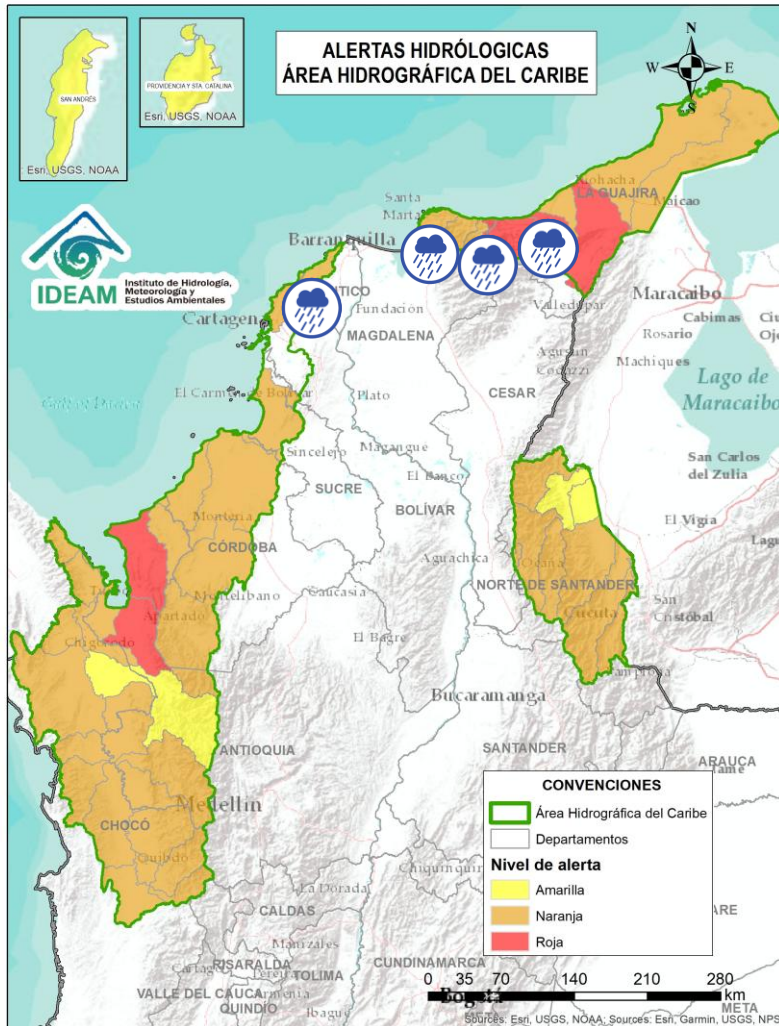 ALERTAS HIDRÓLOGICAS
ÁREA HIDROGRÁFICA DEL CARIBE
N
W E
S
SAN ANDRÉS
PROVIDENCIA Y STA. CATALINA
Esri, USGS, NOAA
: Esri, USGS, NOAA
IDEAM
Instituto de Hidrología,
Meteorología y
Estudios Ambientales
Santa
Marta
Barranquilla
LA GUAJIRA
Maicao
Cartagena
Fundación
MAGDALENA
Valledupar
Maracaibo
Cabimas
Rosario
Machiques
Agustín
Codazzi
CESAR
Lago de
Maracaibo
El Carmen de Bolívar
Plato
Sincelejo
Magangue
SUCRE
El Banco
BOLÍVAR
San Carlos
del Zulia
El Vigía
Montería
CÓRDOBA
Aguachica
Ocaña
NORTE DE SANTANDER
Cúcuta
San
Cristóbal
Montelíbano
Caucasia
Apartado
El Bagre
Chigorodo
Bucaramanga
ANTIOQUIA
SANTANDER
ARAUCA
Medellín
CHOCÓ
Quibdó
La Dorada
CALDAS
Manizales
RISARALDA
Pereira
TOLIMA
CUNDINAMARCA
VALLE DEL CAUCA
Armenia
QUINDÍO
Ibague
Bogotá
META
CONVENCIONES
Área Hidrográfica del Caribe
Departamentos
Nivel de alerta
Amarilla
Naranja
Roja
0 35 70 140 210 280
km
Sources: Esri, USGS, NOAA; Sources: Esri, Garmin, USGS, NPS